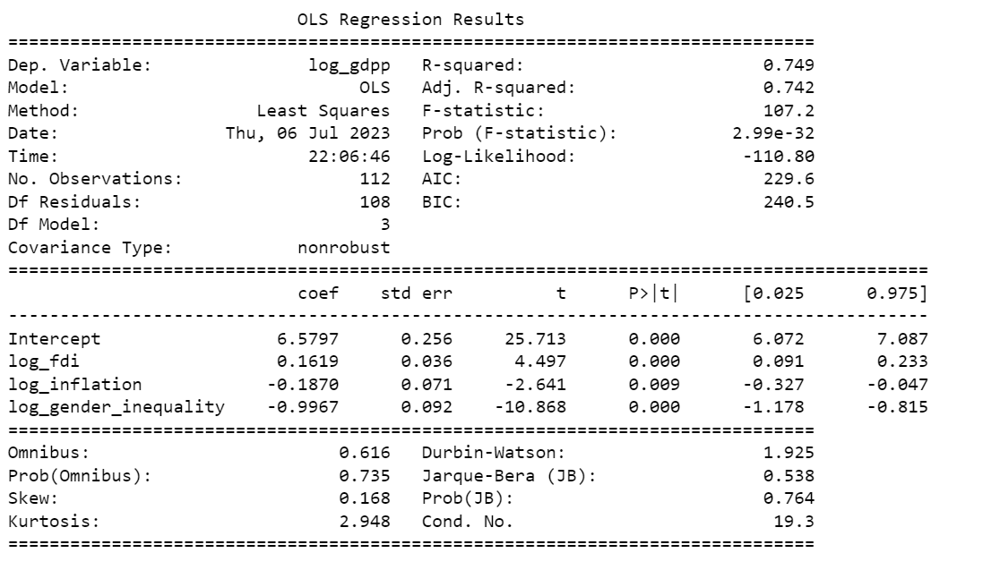 OLS Regression Results
==============================================================================
Dep. Variable:               log_gdpp   R-squared:                       0.749
Model:                            OLS   Adj. R-squared:                  0.742
Method:                 Least Squares   F-statistic:                     107.2
Date:                Thu, 06 Jul 2023   Prob (F-statistic):           2.99e-32
Time:                        22:06:46   Log-Likelihood:                -110.80
No. Observations:                 112   AIC:                             229.6
Df Residuals:                     108   BIC:                             240.5
Df Model:                           3
Covariance Type:            nonrobust
=========================================================================================
                            coef    std err          t      P>|t|      [0.025      0.975]
-----------------------------------------------------------------------------------------
Intercept                 6.5797      0.256     25.713      0.000       6.072       7.087
log_fdi                   0.1619      0.036      4.497      0.000       0.091       0.233
log_inflation            -0.1870      0.071     -2.641      0.009      -0.327      -0.047
log_gender_inequality    -0.9967      0.092    -10.868      0.000      -1.178      -0.815
==============================================================================
Omnibus:                        0.616   Durbin-Watson:                   1.925
Prob(Omnibus):                  0.735   Jarque-Bera (JB):                0.538
Skew:                           0.168   Prob(JB):                        0.764
Kurtosis:                       2.948   Cond. No.                         19.3
==============================================================================